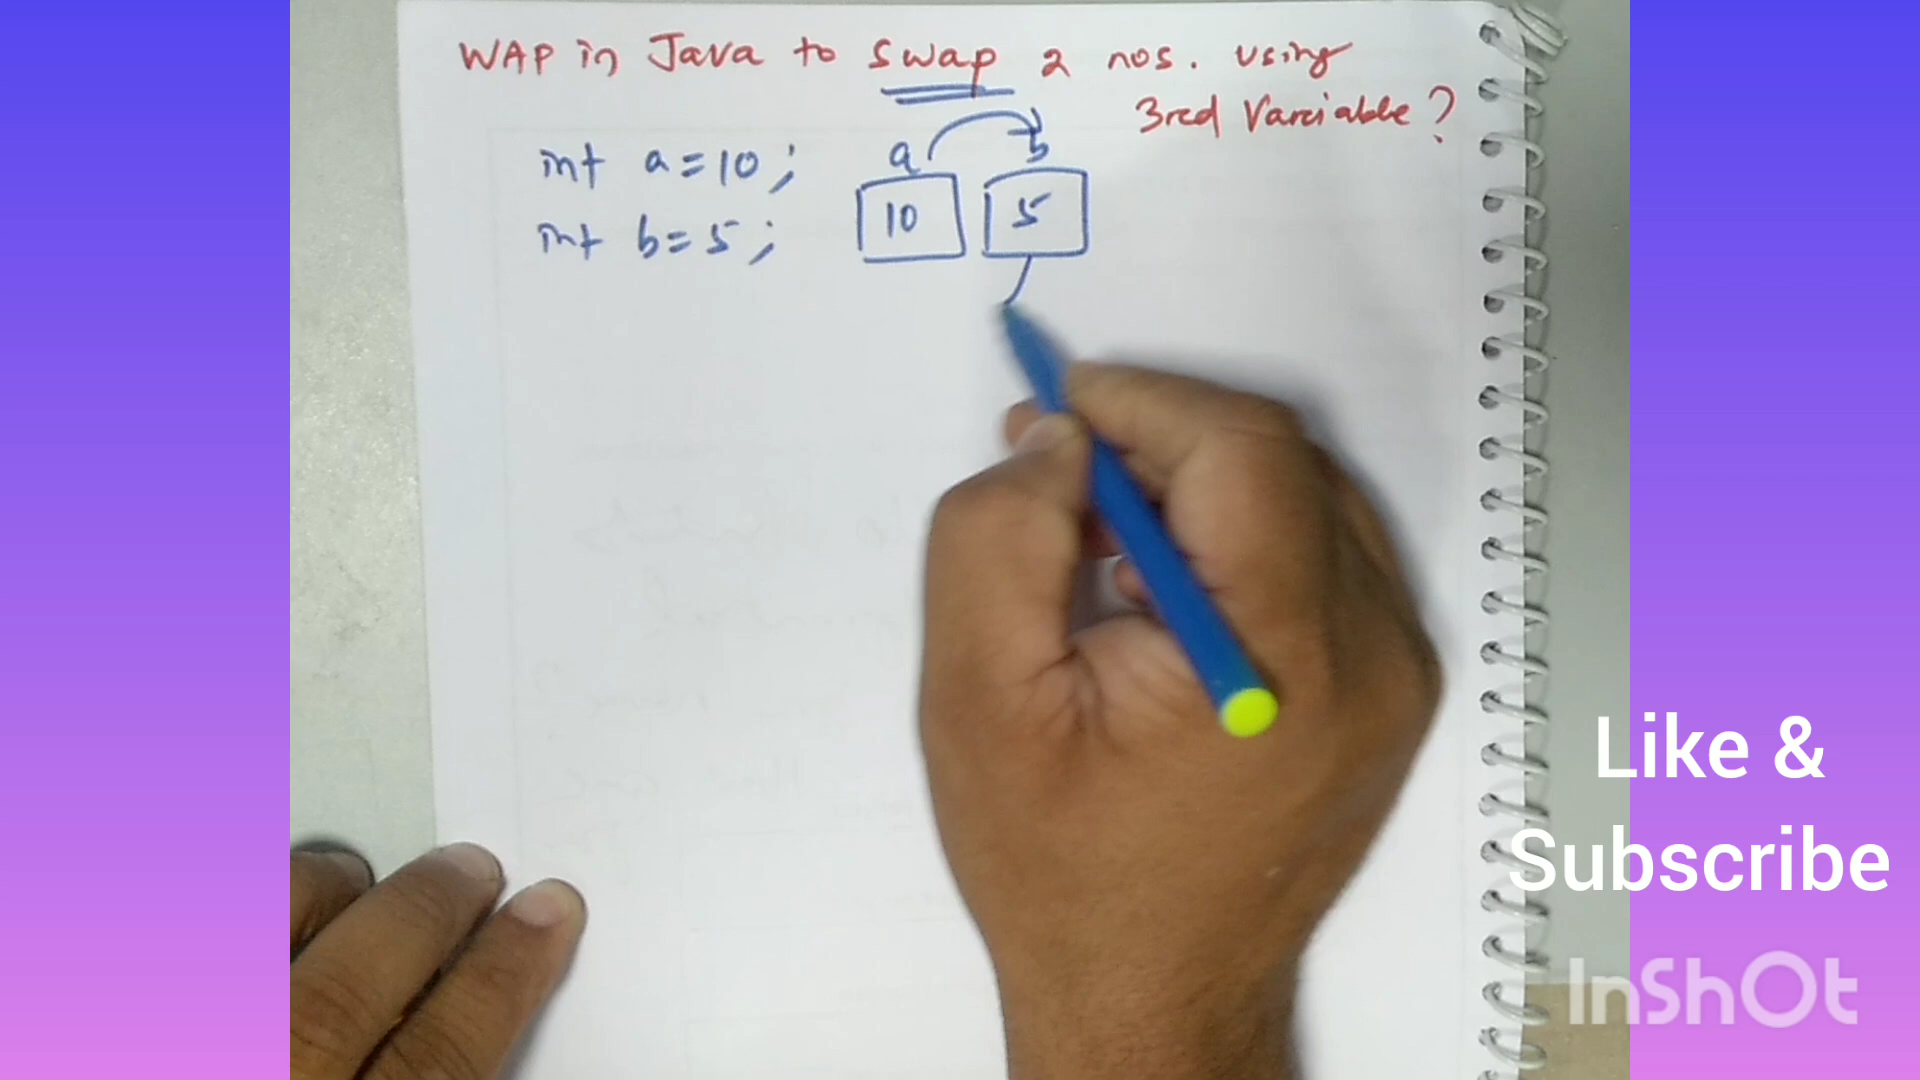 WAP in Java to swap 2 nos. using
3rd Variable?
int a=10; a b
int b=5; 10 5
Like &
Subscribe
InShOt